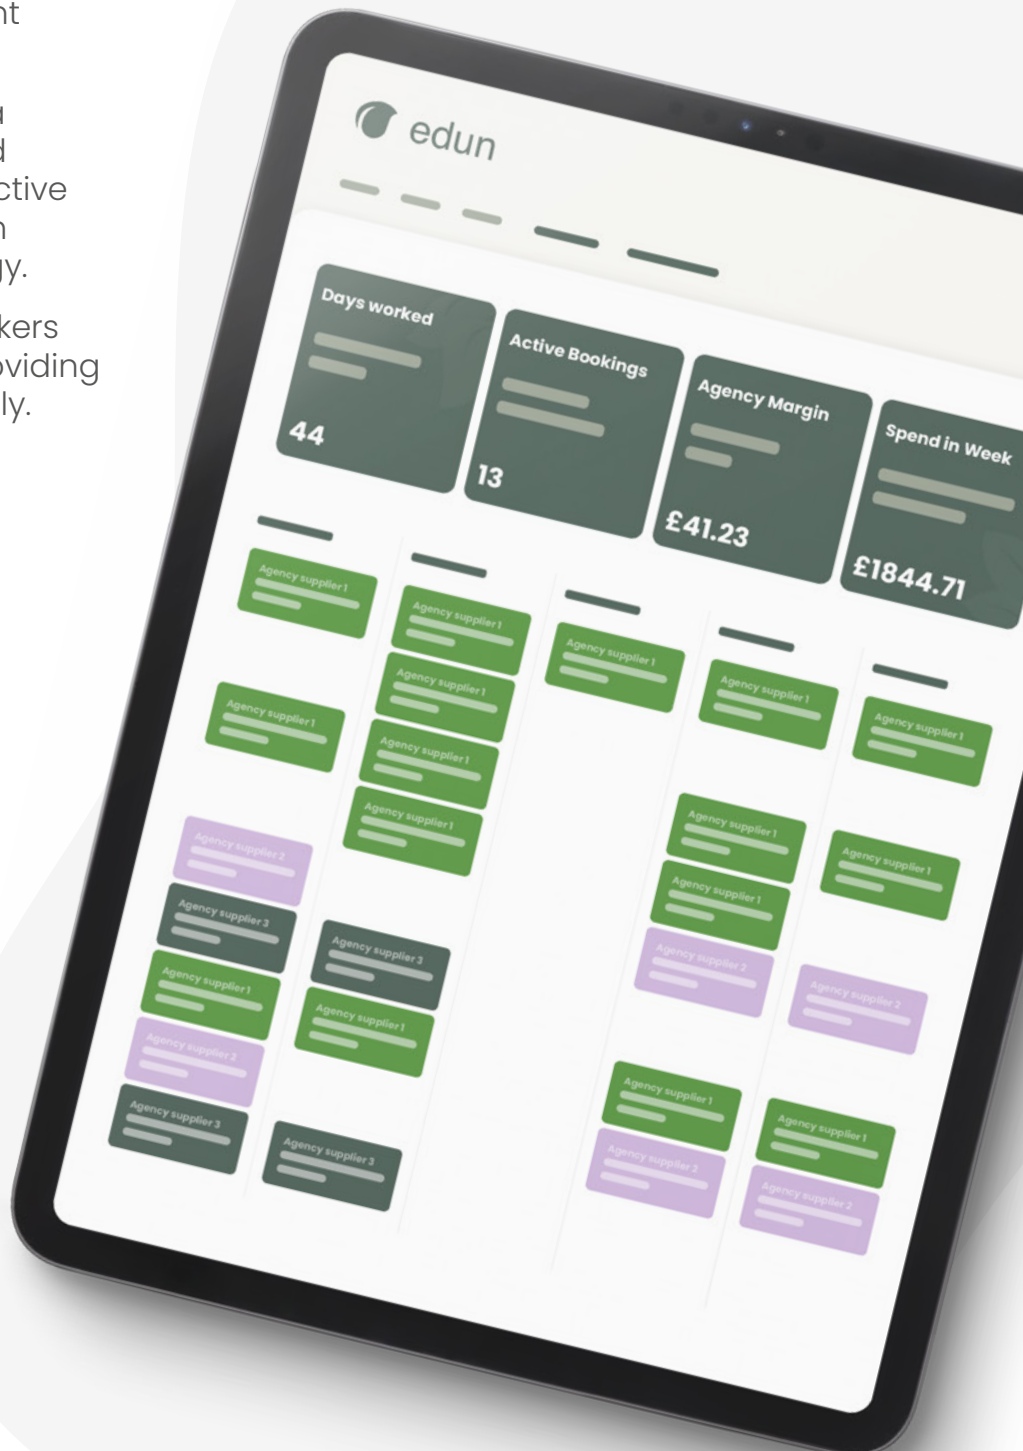 nt
ctive
gy.
kers
oviding
ly.
edun
Days worked
44
Active Bookings
13
Agency Margin
£41.23
Spend in Week
£1844.71
Agency supplier 1
Agency supplier 1
Agency supplier 2
Agency supplier 3
Agency supplier 1
Agency supplier 2
Agency supplier 3
Agency supplier 1
Agency supplier 1
Agency supplier 1
Agency supplier 1
Agency supplier 3
Agency supplier 1
Agency supplier 3
Agency supplier 1
Agency supplier 1
Agency supplier 1
Agency supplier 1
Agency supplier 2
Agency supplier 1
Agency supplier 2
Agency supplier 1
Agency supplier 1
Agency supplier 2
Agency supplier 1
Agency supplier 2